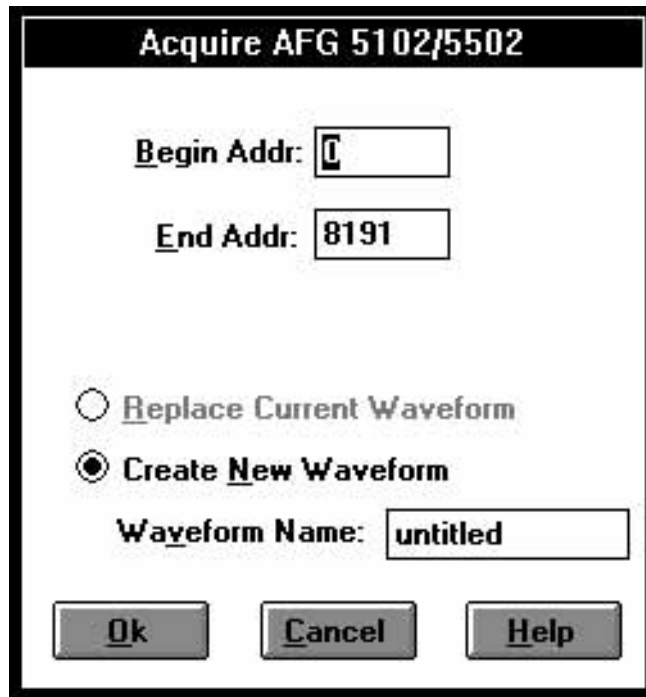 Acquire AFG 5102/5502
Begin Addr: 0
End Addr: 8191
Replace Current Waveform
Create New Waveform
Waveform Name: untitled
Ok Cancel Help